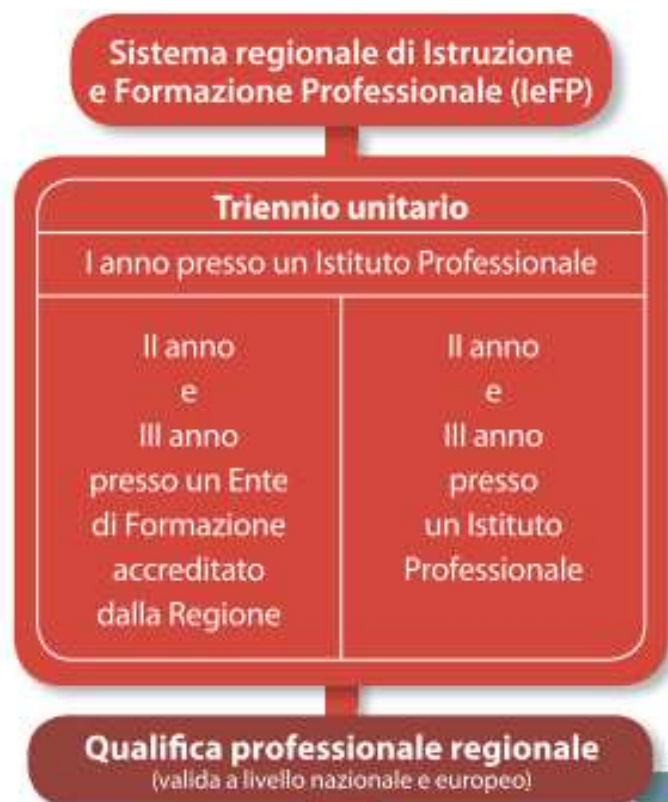 Sistema regionale di Istruzione
e Formazione Professionale (IeFP)
Triennio unitario
I anno presso un Istituto Professionale
II anno
e
III anno
presso un Ente
di Formazione
accreditato
dalla Regione
II anno
e
III anno
presso
un Istituto
Professionale
Qualifica professionale regionale
(valida a livello nazionale e europeo)